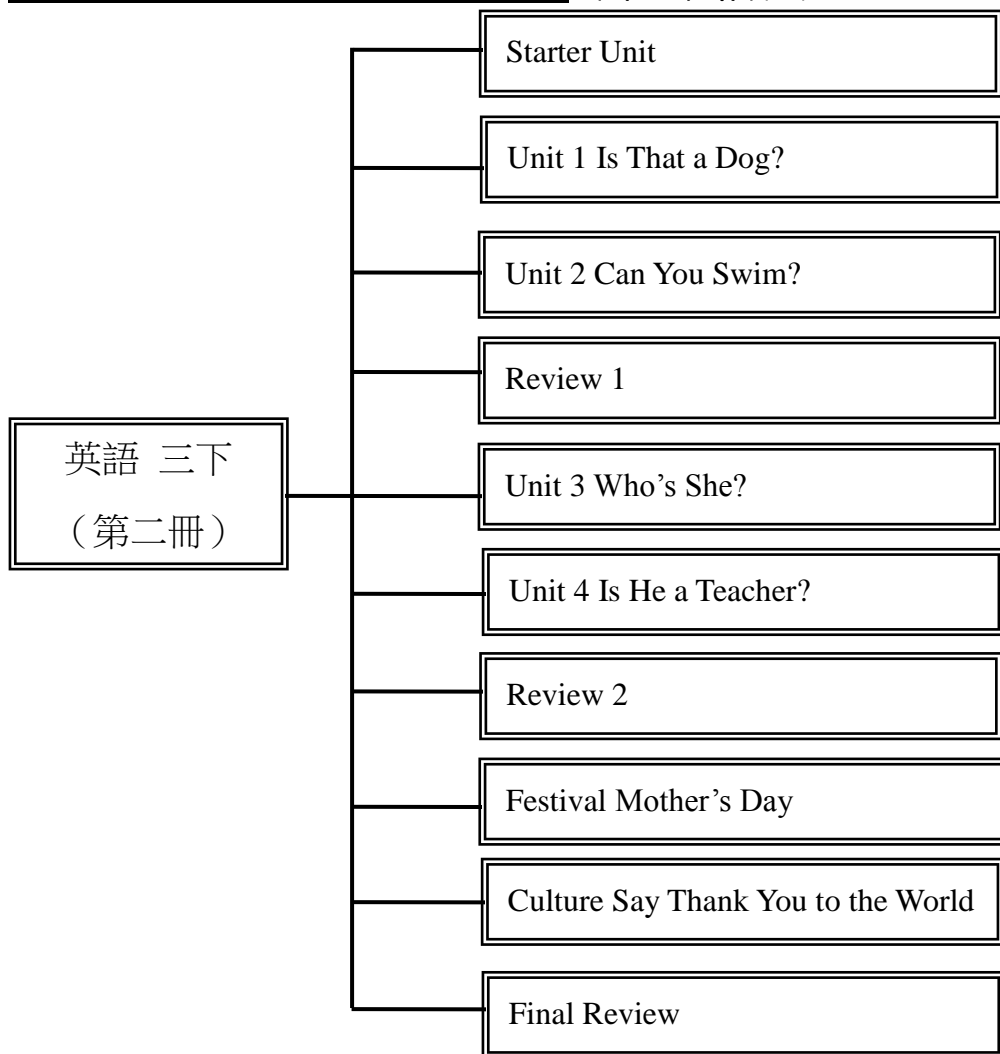 Starter Unit
Unit 1 Is That a Dog?
Unit 2 Can You Swim?
Review 1
英語 三下
（第二冊）
Unit 3 Who’s She?
Unit 4 Is He a Teacher?
Review 2
Festival Mother’s Day
Culture Say Thank You to the World
Final Review